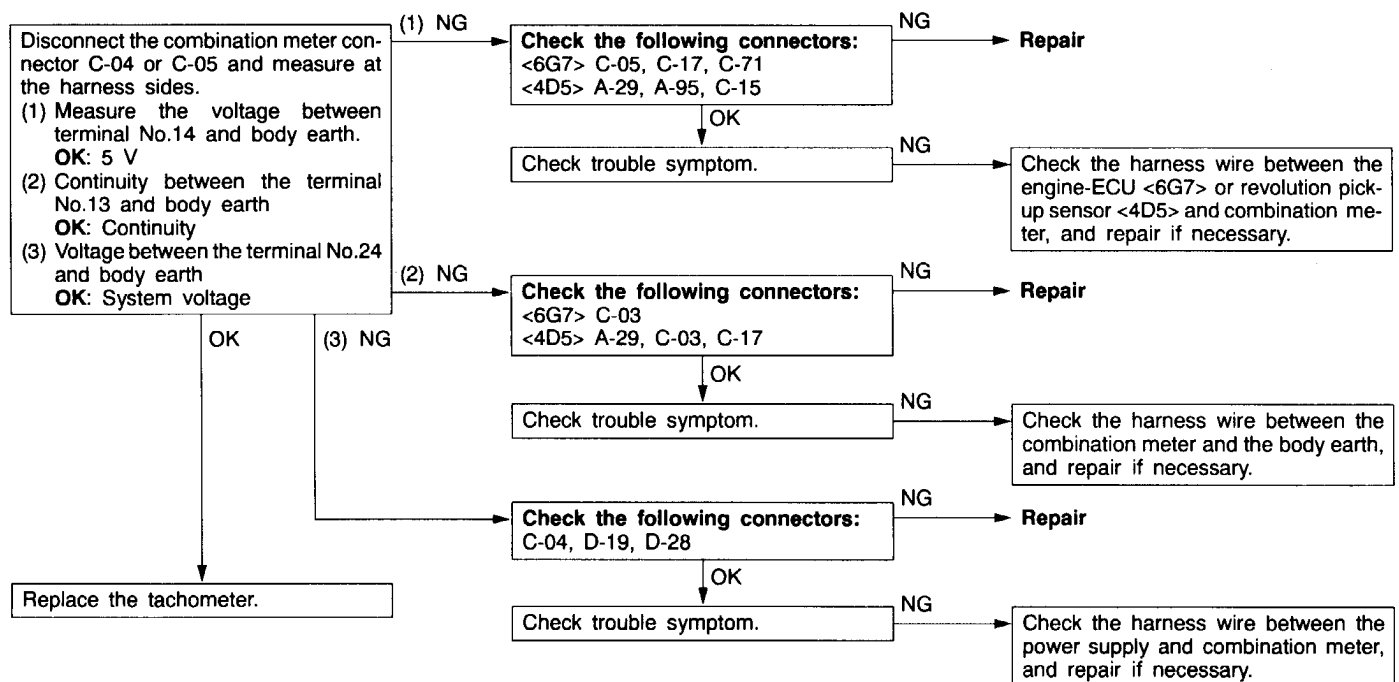 Disconnect the combination meter con-
nector C-04 or C-05 and measure at
the harness sides.
(1) Measure the voltage between
terminal No.14 and body earth.
OK: 5 V
(2) Continuity between the terminal
No.13 and body earth
OK: Continuity
(3) Voltage between the terminal No.24
and body earth
OK: System voltage
(1) NG
Check the following connectors:
<6G7> C-05, C-17, C-71
<4D5> A-29, A-95, C-15
NG
Repair
OK
Check trouble symptom.
NG
Check the harness wire between the
engine-ECU <6G7> or revolution pick-
up sensor <4D5> and combination me-
ter, and repair if necessary.
(2) NG
Check the following connectors:
<6G7> C-03
<4D5> A-29, C-03, C-17
NG
Repair
OK
Check trouble symptom.
NG
Check the harness wire between the
combination meter and the body earth,
and repair if necessary.
OK
(3) NG
Check the following connectors:
C-04, D-19, D-28
NG
Repair
OK
Check trouble symptom.
NG
Check the harness wire between the
power supply and combination meter,
and repair if necessary.
Replace the tachometer.